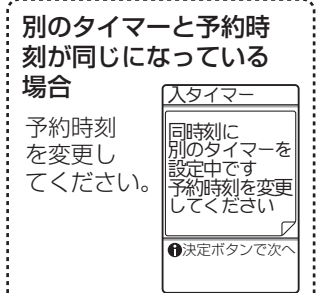 別のタイマーと予約時
刻が同じになっている
場合
予約時刻
を変更し
てください。
入タイマー
同時刻に
別のタイマーを
設定中です
予約時刻を変更
してください
❶決定ボタンで次へ